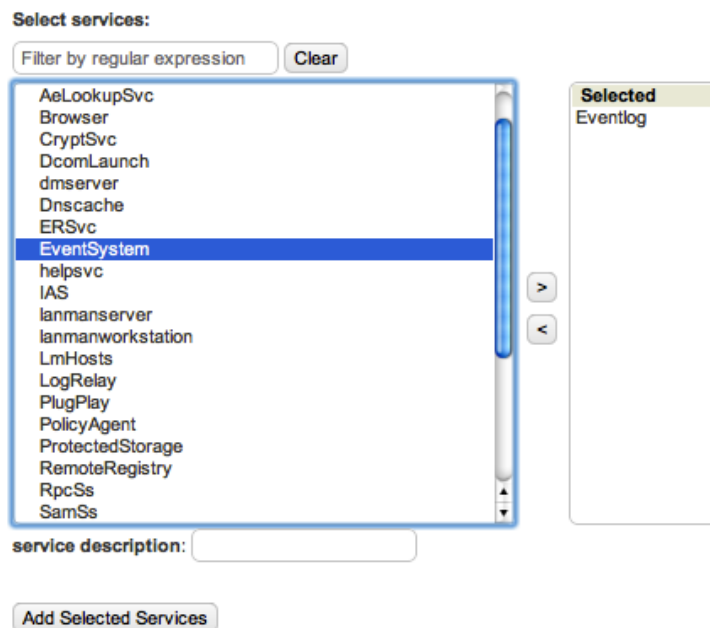 Select services:
Filter by regular expression
Clear
AeLookupSvc
Browser
CryptSvc
DcomLaunch
dmserver
Dnscache
ERSvc
EventSystem
helpsvc
IAS
lanmanserver
lanmanworkstation
LmHosts
LogRelay
PlugPlay
PolicyAgent
ProtectedStorage
RemoteRegistry
RpcSs
SamSs
>
<
Selected
Eventlog
service description:
Add Selected Services